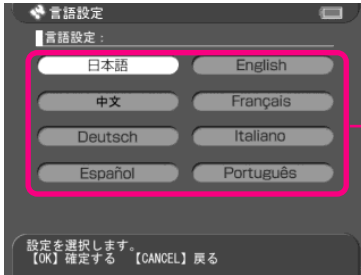 言語設定
言語設定：
日本語
English
中文
Français
Deutsch
Italiano
Español
Português
設定を選択します。
【OK】確定する 【CANCEL】戻る